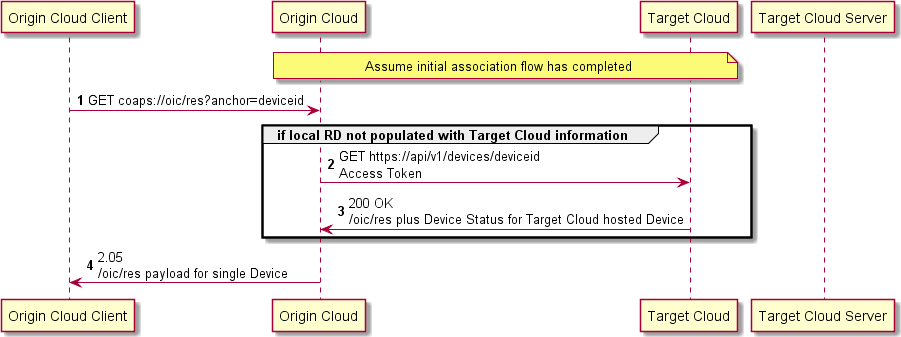 Origin Cloud Client
Origin Cloud
Target Cloud
Target Cloud Server
Assume initial association flow has completed
1 GET coaps://oic/res?anchor=deviceid
if local RD not populated with Target Cloud information
2 GET https://api/v1/devices/deviceid
Access Token
3 200 OK
/oic/res plus Device Status for Target Cloud hosted Device
4 2.05
/oic/res payload for single Device
Origin Cloud Client
Origin Cloud
Target Cloud
Target Cloud Server